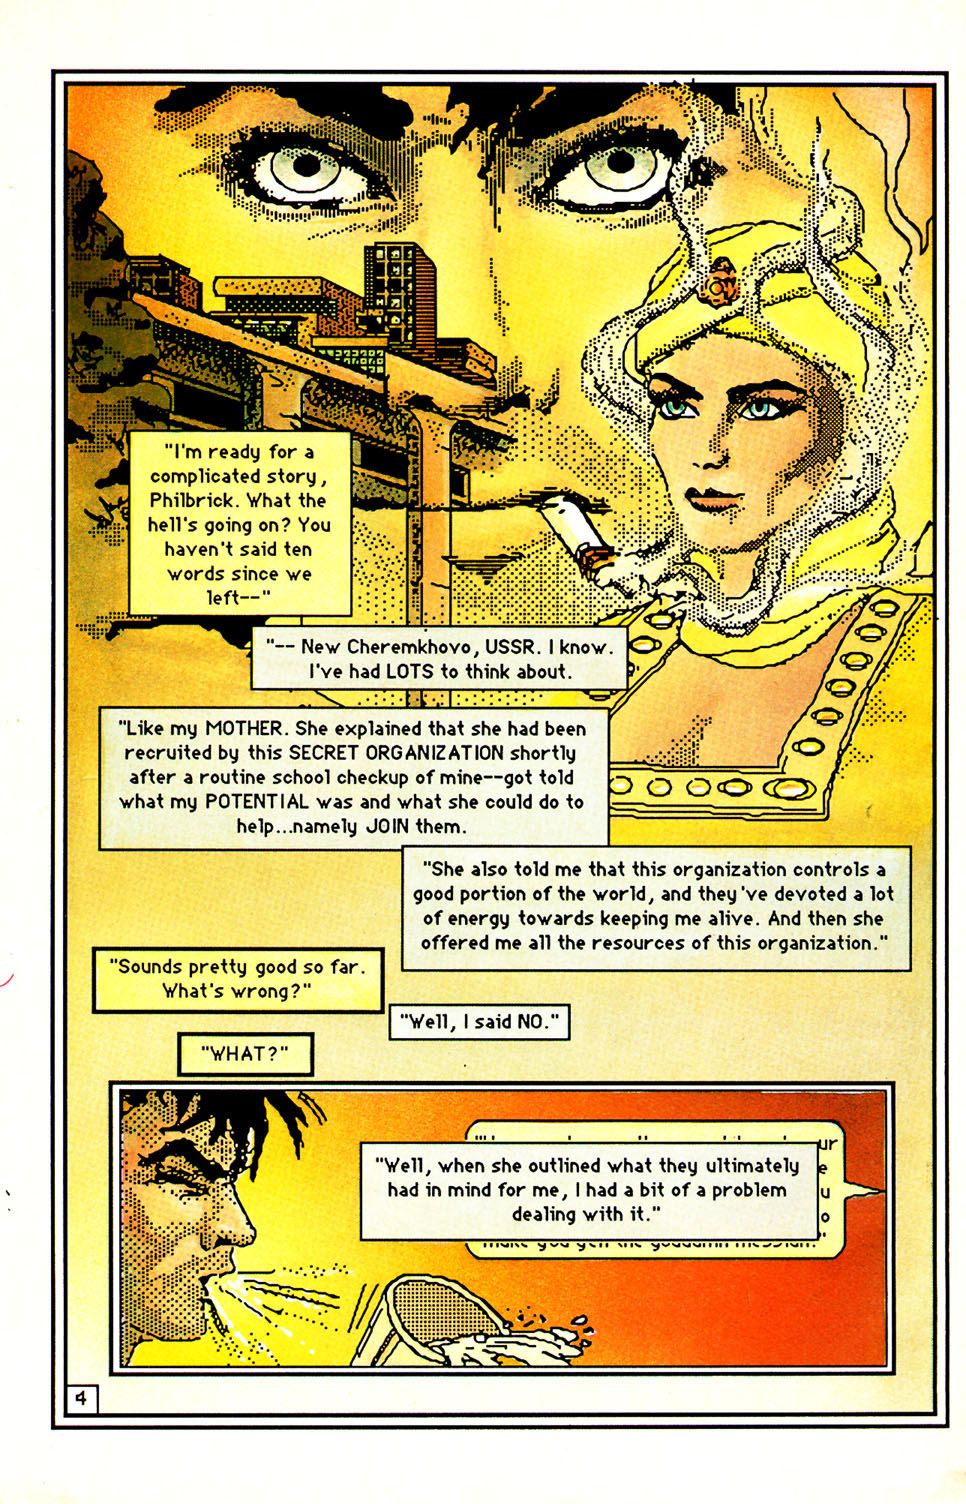 "I'm ready for a
complicated story,
Philbrick. What the
hell's going on? You
haven't said ten
words since we
left--"
"-- New Cheremkhovo, USSR. I know.
I've had LOTS to think about.
"Like my MOTHER. She explained that she had been
recruited by this SECRET ORGANIZATION shortly
after a routine school checkup of mine--got told
what my POTENTIAL was and what she could do to
help...namely JOIN them.
"She also told me that this organization controls a
good portion of the world, and they've devoted a lot
of energy towards keeping me alive. And then she
offered me all the resources of this organization."
"Sounds pretty good so far.
What's wrong?"
"Well, I said NO."
"WHAT?"
"Well, when she outlined what they ultimately
had in mind for me, I had a bit of a problem
dealing with it."
4